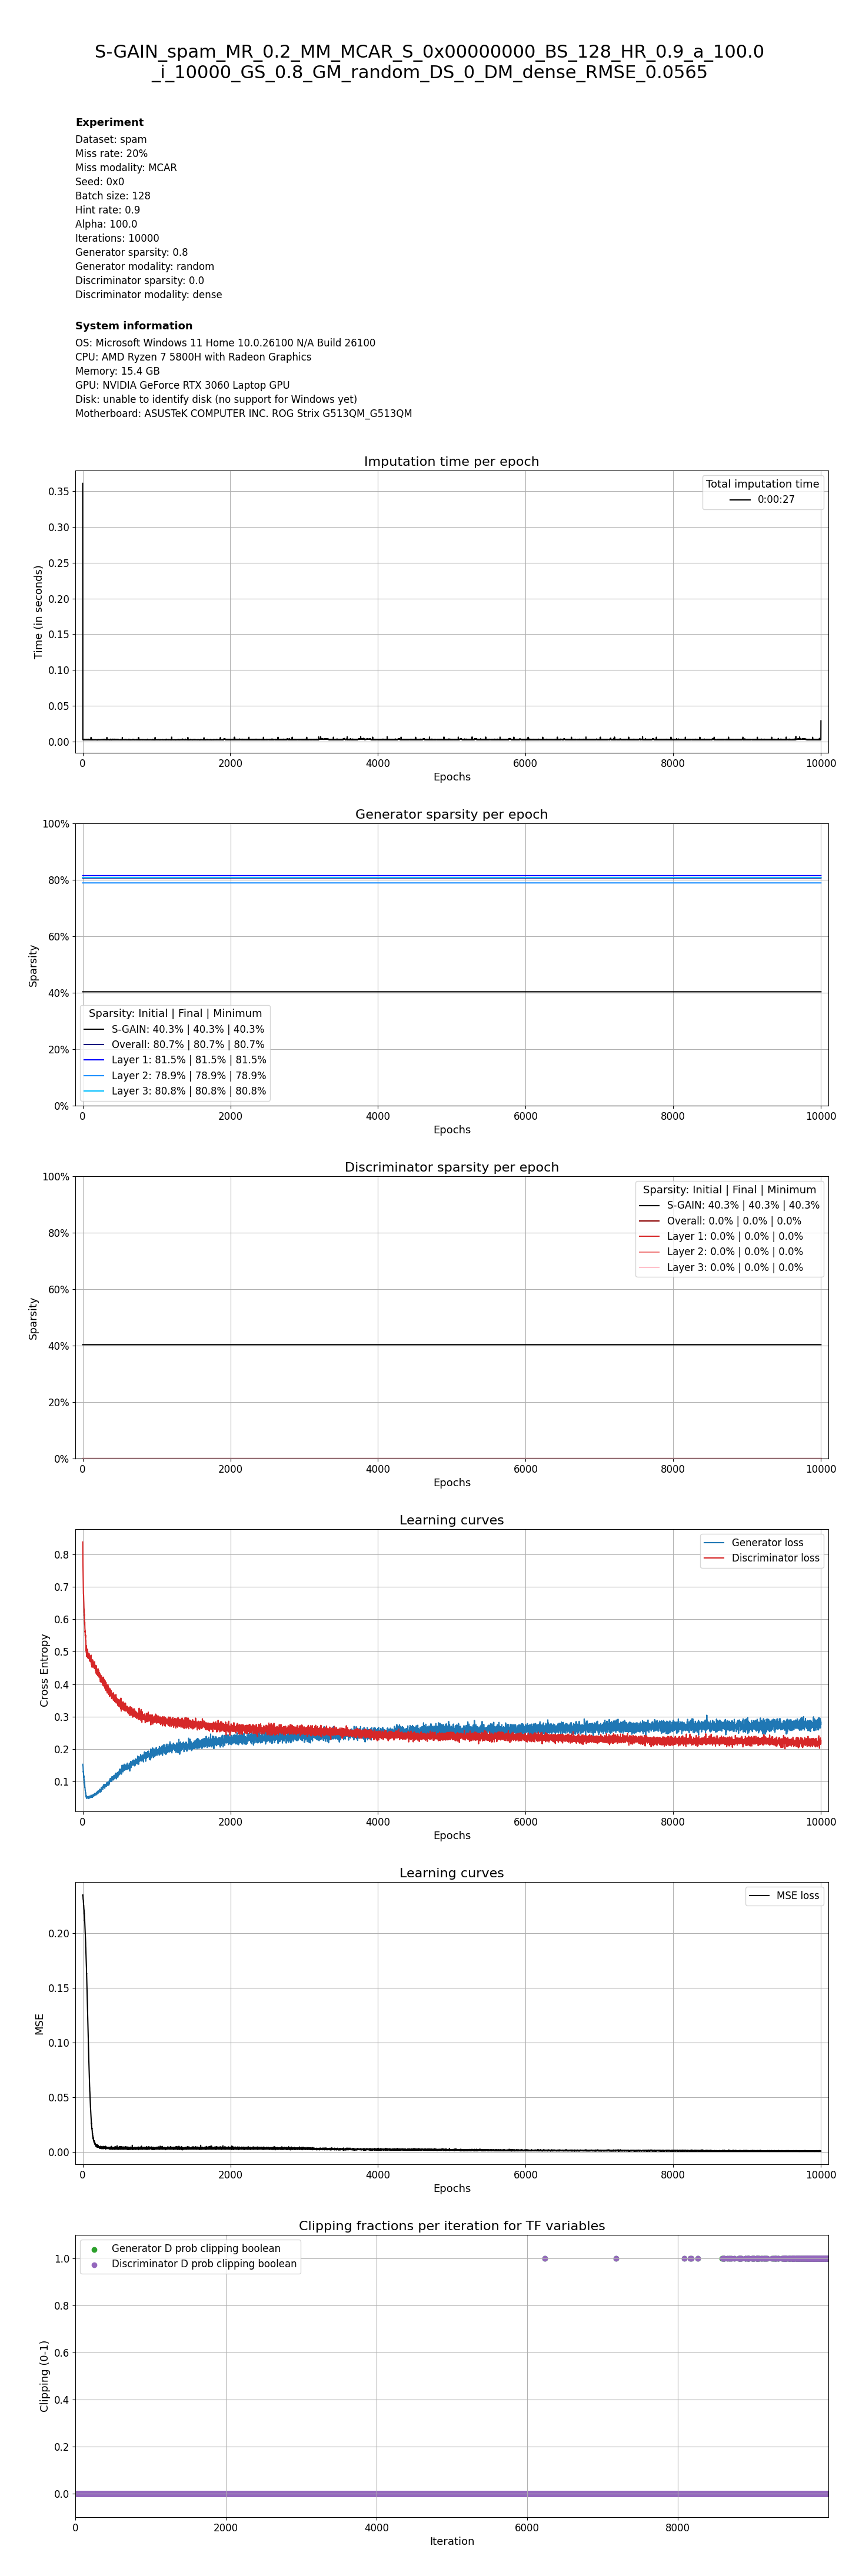 S-GAIN_spam_MR_0.2_MM_MCAR_S_0x00000000_BS_128_HR_0.9_a_100.0
_i_10000_GS_0.8_GM_random_DS_0_DM_dense_RMSE_0.0565
Experiment
Dataset: spam
Miss rate: 20%
Miss modality: MCAR
Seed: 0x0
Batch size: 128
Hint rate: 0.9
Alpha: 100.0
Iterations: 10000
Generator sparsity: 0.8
Generator modality: random
Discriminator sparsity: 0.0
Discriminator modality: dense
System information
OS: Microsoft Windows 11 Home 10.0.26100 N/A Build 26100
CPU: AMD Ryzen 7 5800H with Radeon Graphics
Memory: 15.4 GB
GPU: NVIDIA GeForce RTX 3060 Laptop GPU
Disk: unable to identify disk (no support for Windows yet)
Motherboard: ASUSTeK COMPUTER INC. ROG Strix G513QM_G513QM
Imputation time per epoch
Total imputation time
0:00:27
0.35
0.30
0.25
0.20
0.15
0.10
0.05
0.00
Time (in seconds)
0 2000 4000 6000 8000 10000
Epochs
Generator sparsity per epoch
100%
80%
60%
40%
20%
0%
Sparsity
Sparsity: Initial | Final | Minimum
S-GAIN: 40.3% | 40.3% | 40.3%
Overall: 80.7% | 80.7% | 80.7%
Layer 1: 81.5% | 81.5% | 81.5%
Layer 2: 78.9% | 78.9% | 78.9%
Layer 3: 80.8% | 80.8% | 80.8%
0 2000 4000 6000 8000 10000
Epochs
Discriminator sparsity per epoch
100%
80%
60%
40%
20%
0%
Sparsity
Sparsity: Initial | Final | Minimum
S-GAIN: 40.3% | 40.3% | 40.3%
Overall: 0.0% | 0.0% | 0.0%
Layer 1: 0.0% | 0.0% | 0.0%
Layer 2: 0.0% | 0.0% | 0.0%
Layer 3: 0.0% | 0.0% | 0.0%
0 2000 4000 6000 8000 10000
Epochs
Learning curves
Generator loss
Discriminator loss
0.8
0.7
0.6
0.5
0.4
0.3
0.2
0.1
Cross Entropy
0 2000 4000 6000 8000 10000
Epochs
Learning curves
MSE loss
0.20
0.15
0.10
0.05
0.00
MSE
0 2000 4000 6000 8000 10000
Epochs
Clipping fractions per iteration for TF variables
Generator D prob clipping boolean
Discriminator D prob clipping boolean
1.0
0.8
0.6
0.4
0.2
0.0
Clipping (0-1)
0 2000 4000 6000 8000
Iteration